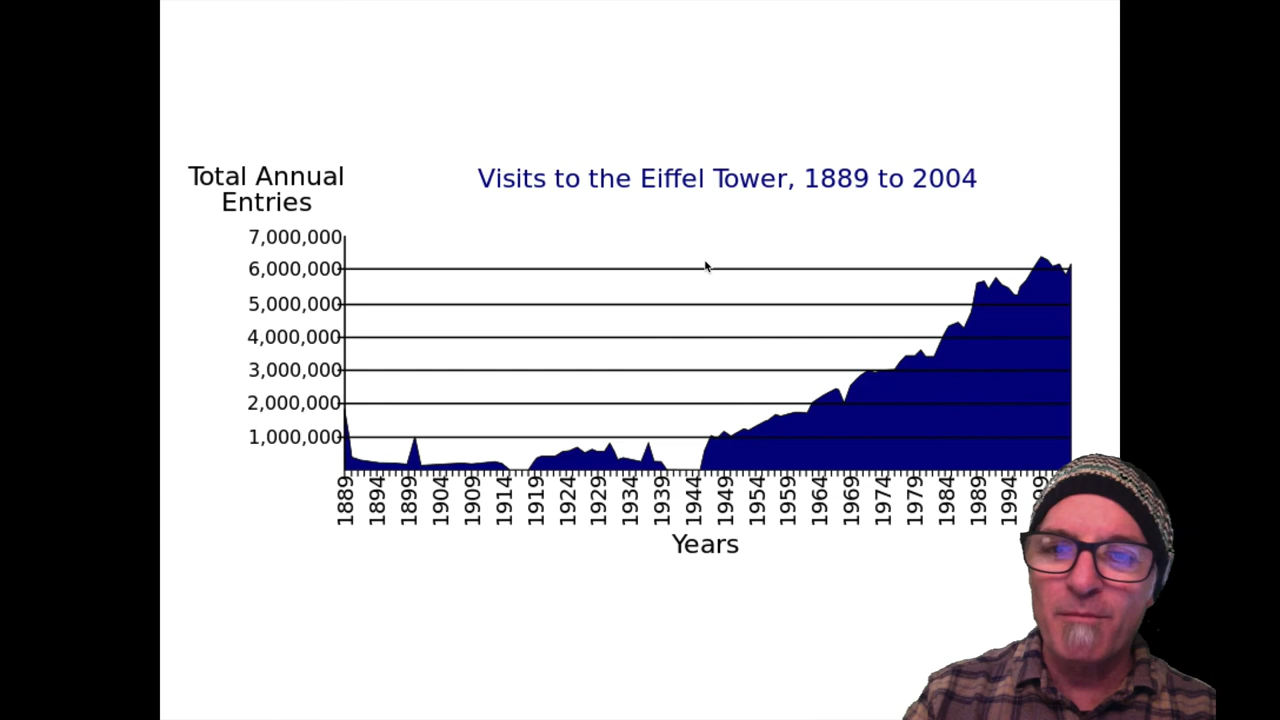 Total Annual
Entries
Visits to the Eiffel Tower, 1889 to 2004
7,000,000
6,000,000
5,000,000
4,000,000
3,000,000
2,000,000
1,000,000
1889 1894 1899 1904 1909 1914 1919 1924 1929 1934 1939 1944 1949 1954 1959 1964 1969 1974 1979 1984 1989 1994
Years